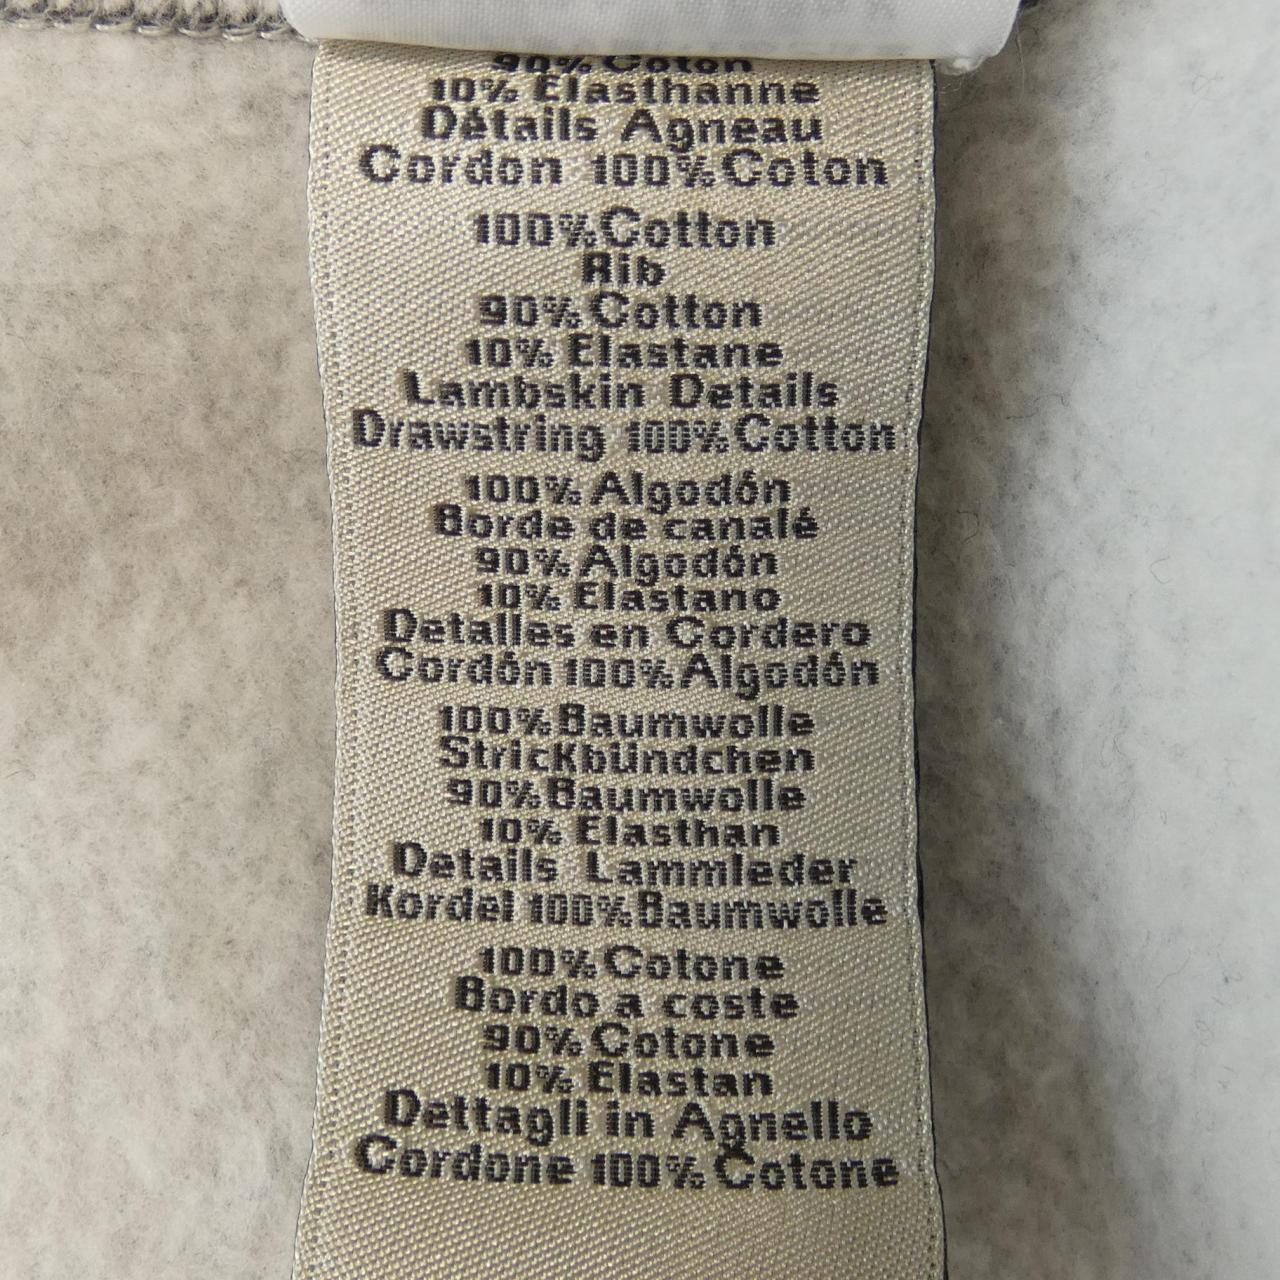 90% Coton
10% Elasthanne
Détails Agneau
Cordon 100% Coton
100% Cotton
Rib
90% Cotton
10% Elastane
Lambskin Details
Drawstring 100% Cotton
100% Algodón
Borde de canalé
90% Algodón
10% Elastano
Detalles en Cordero
Cordón 100% Algodón
100% Baumwolle
StricKbündchen
90% Baumwolle
10% Elasthan
Details Lammleder
Kordel 100% Baumwolle
100% Cotone
Bordo a coste
90% Cotone
10% Elastan
Dettagli in Agnello
Cordone 100% Cotone